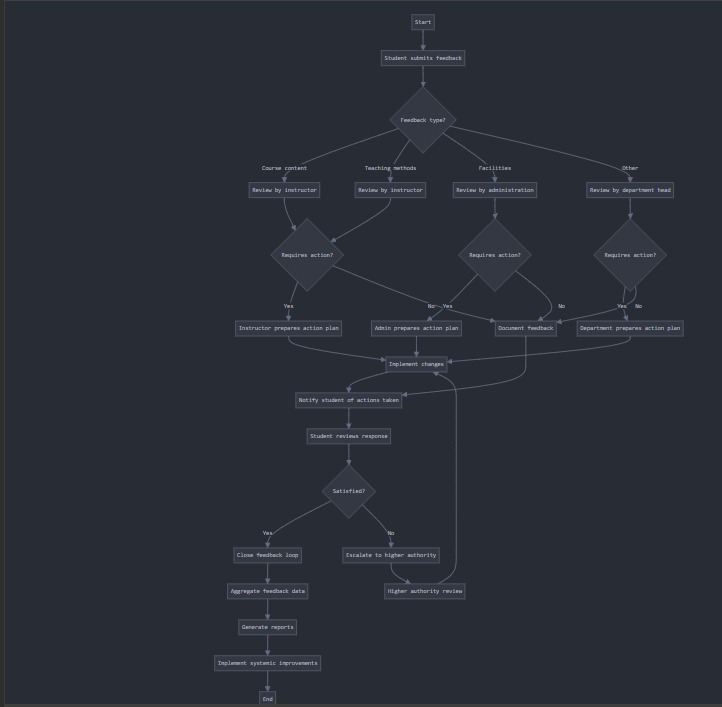 Start
Student submits feedback
Feedback type?
Course content
Teaching methods
Facilities
Other
Review by instructor
Review by instructor
Review by administration
Review by department head
Requires action?
Requires action?
Requires action?
Yes
No
Yes
No
Yes
No
Instructor prepares action plan
Admin prepares action plan
Document feedback
Department prepares action plan
Implement changes
Notify student of actions taken
Student reviews response
Satisfied?
Yes
No
Close feedback loop
Escalate to higher authority
Aggregate feedback data
Higher authority review
Generate reports
Implement systemic improvements
End